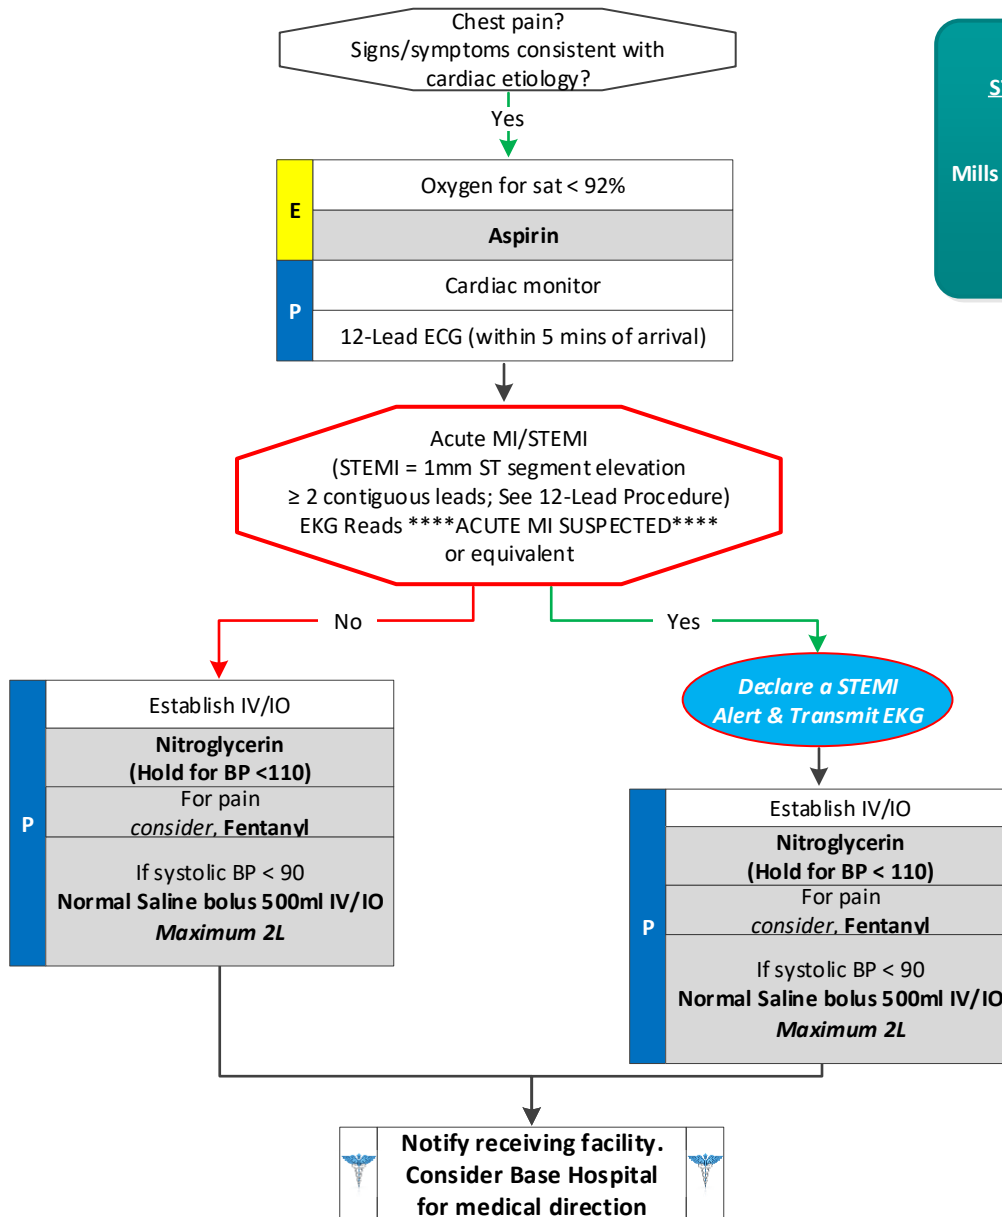 Chest pain?
Signs/symptoms consistent with
cardiac etiology?
Yes
E
Oxygen for sat < 92%
Aspirin
P
Cardiac monitor
12-Lead ECG (within 5 mins of arrival)
Mills
Acute MI/STEMI
(STEMI = 1mm ST segment elevation
≥ 2 contiguous leads; See 12-Lead Procedure)
EKG Reads ****ACUTE MI SUSPECTED****
or equivalent
No
Yes
Declare a STEMI
Alert & Transmit EKG
P
Establish IV/IO
Nitroglycerin
(Hold for BP <110)
For pain
consider, Fentanyl
If systolic BP < 90
Normal Saline bolus 500ml IV/IO
Maximum 2L
P
Establish IV/IO
Nitroglycerin
(Hold for BP < 110)
For pain
consider, Fentanyl
If systolic BP < 90
Normal Saline bolus 500ml IV/IO
Maximum 2L
Notify receiving facility.
Consider Base Hospital
for medical direction